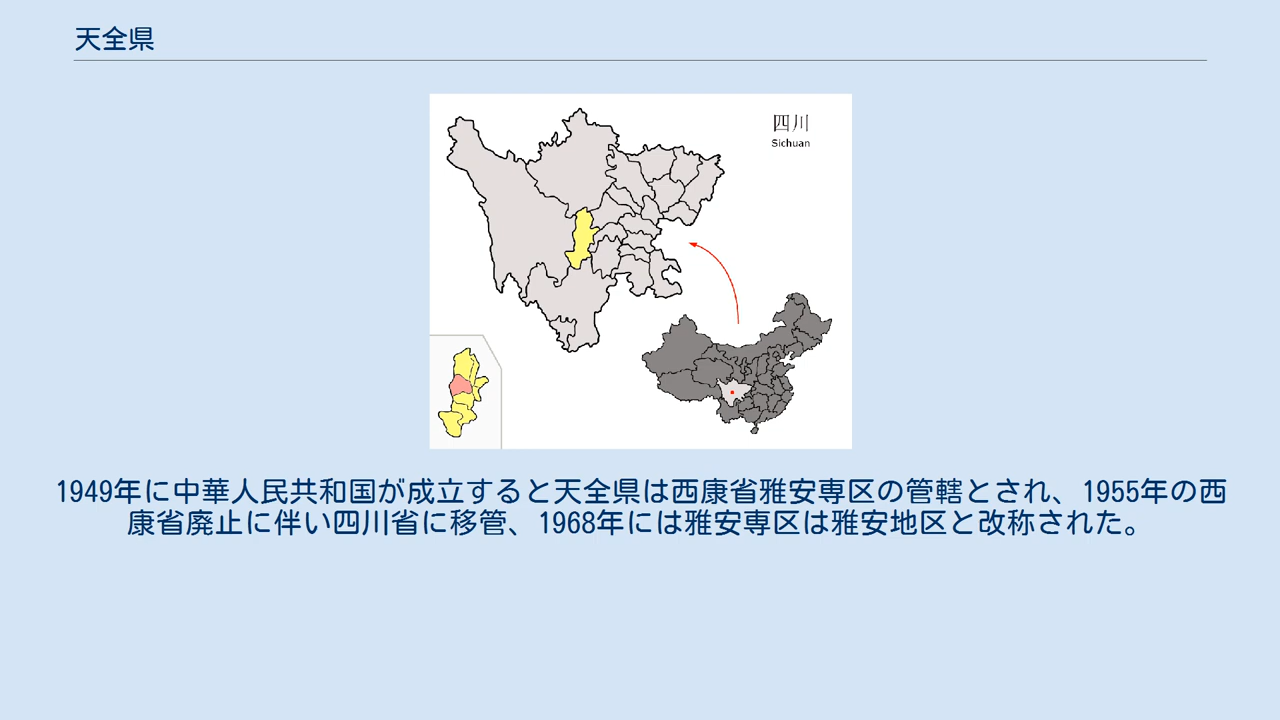 天全県
四川
Sichuan
1949年に中華人民共和国が成立すると天全県は西康省雅安専区の管轄とされ、1955年の西
康省廃止に伴い四川省に移管、1968年には雅安専区は雅安地区と改称された。